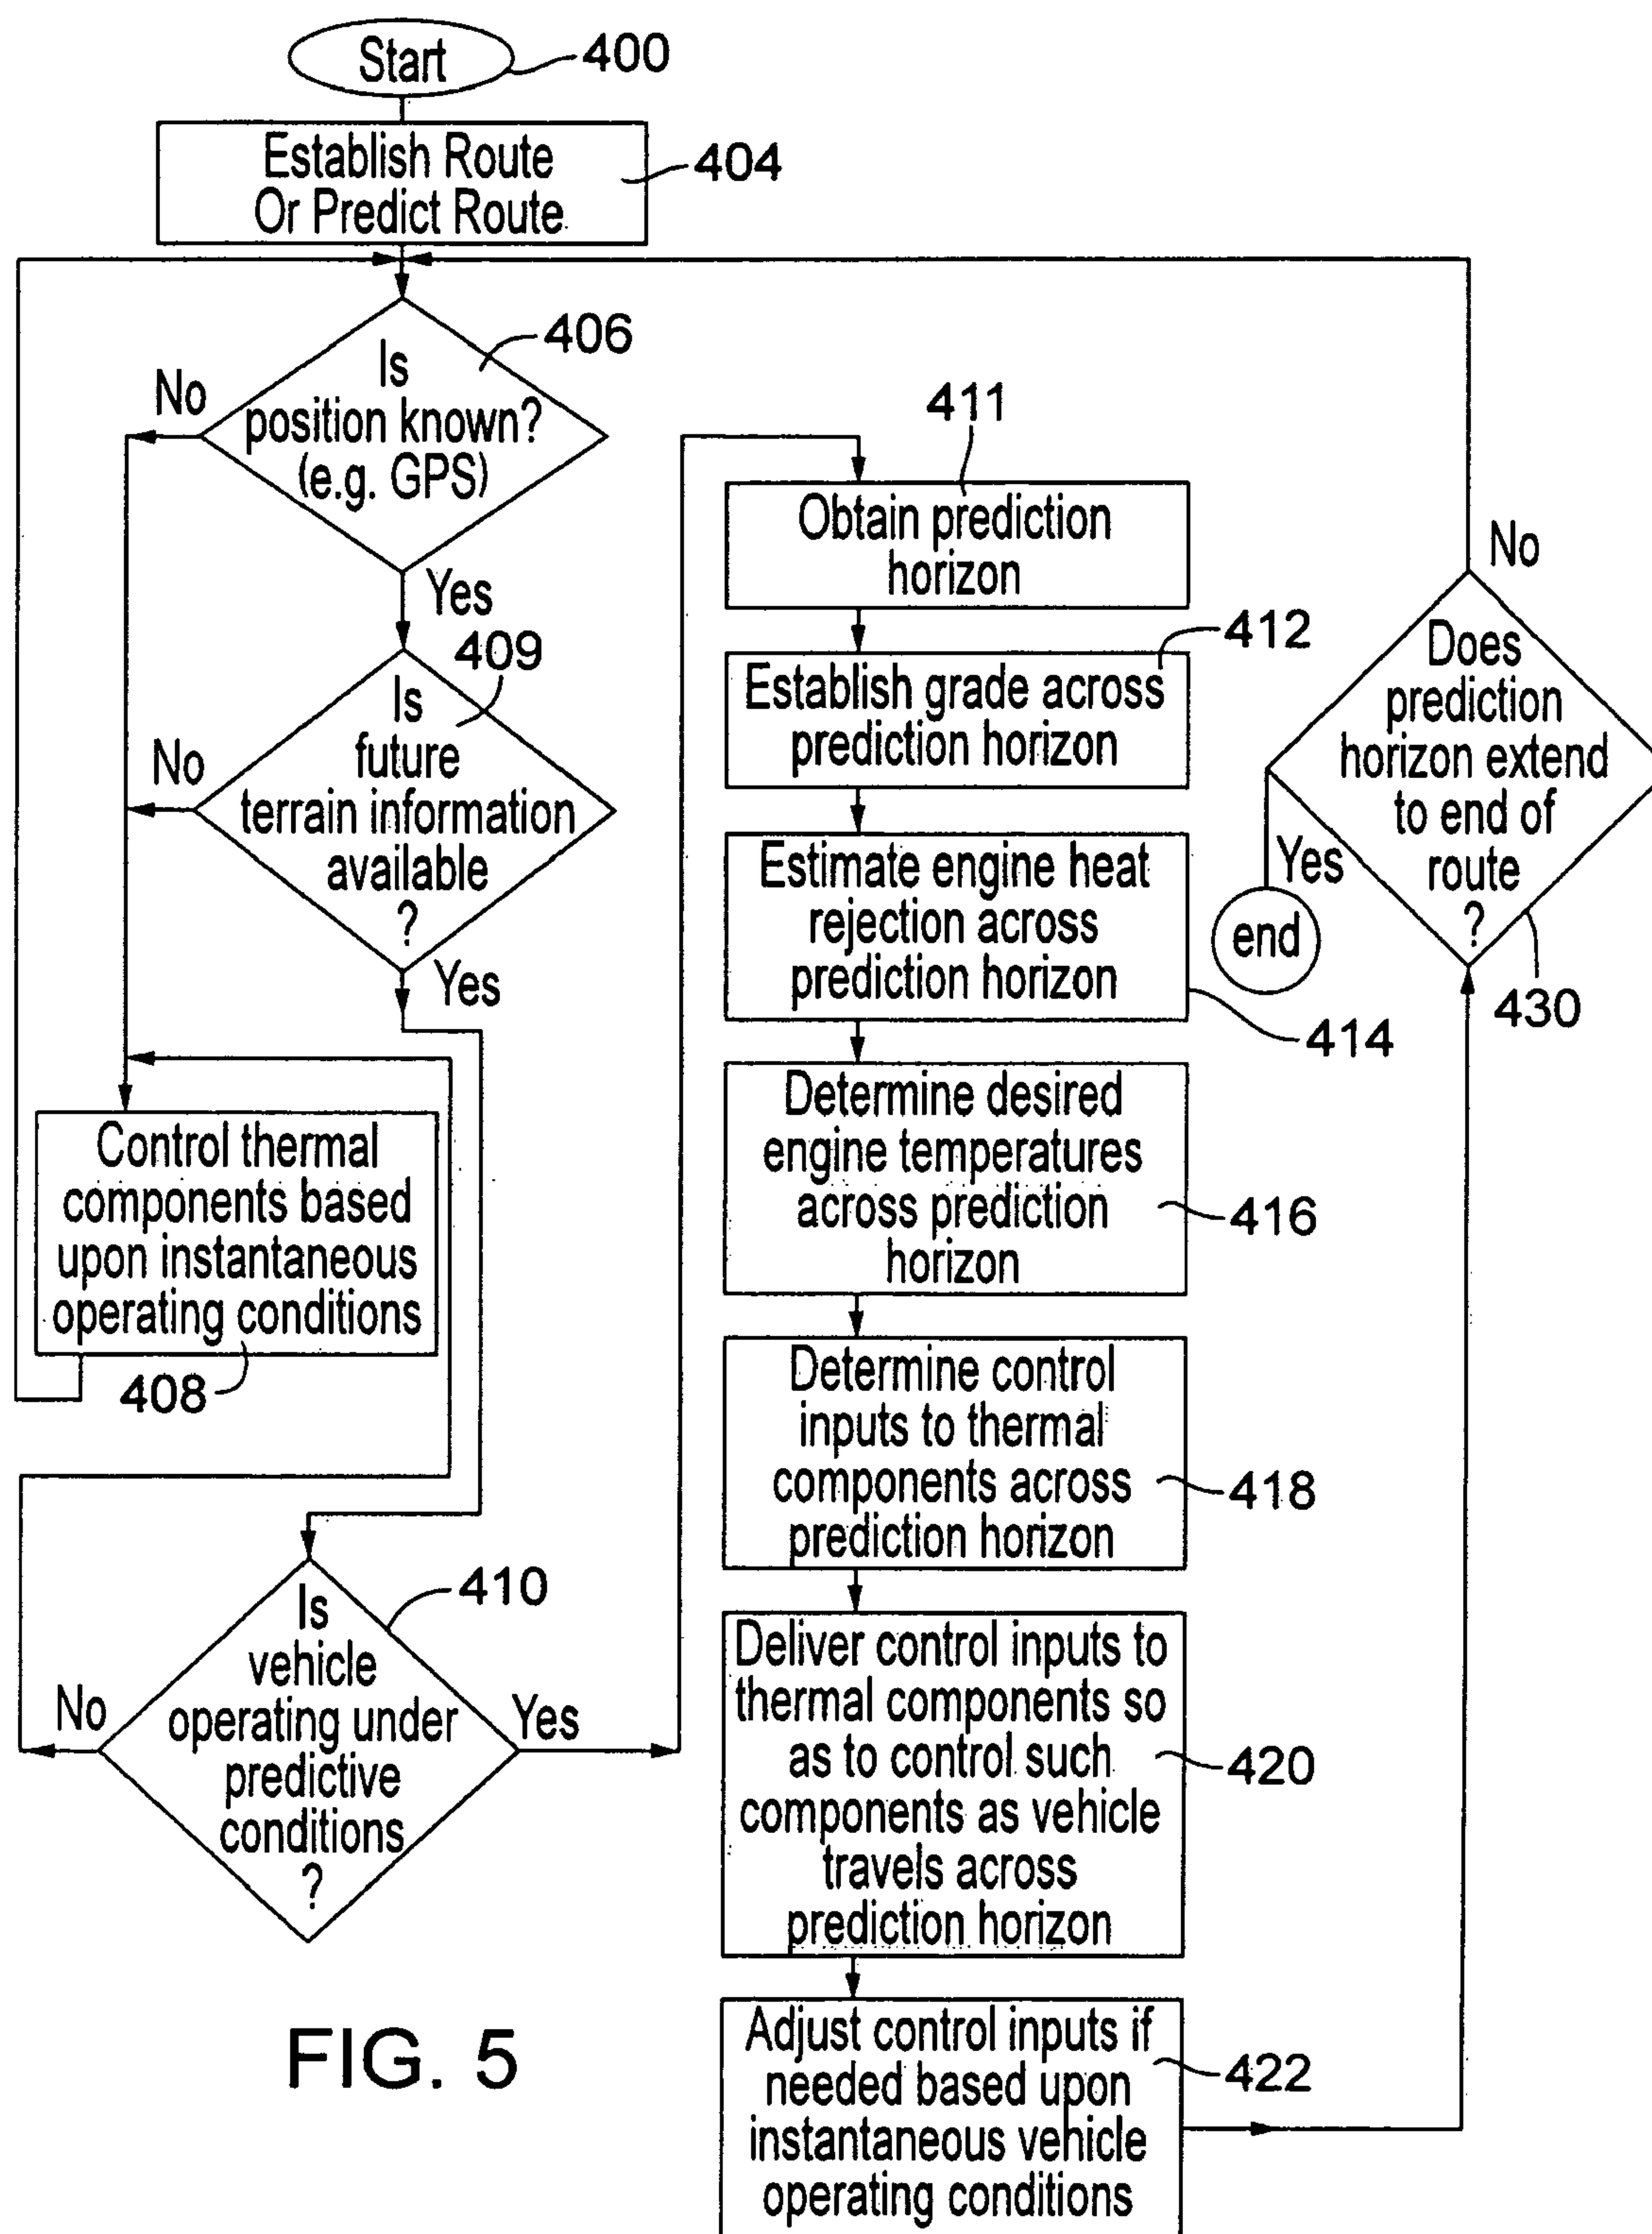 Start
400
Establish Route
Or Predict Route
404
Is
position known?
(e.g. GPS)
406
No
Yes
Is
future
terrain information
available
?
409
No
Yes
Control thermal
components based
upon instantaneous
operating conditions
408
Is
vehicle
operating under
predictive
conditions
?
410
No
Yes
411
Obtain prediction
horizon
Establish grade across
prediction horizon
412
Estimate engine heat
rejection across
prediction horizon
414
Determine desired
engine temperatures
across prediction
horizon
416
Determine control
inputs to thermal
components across
prediction horizon
418
Deliver control inputs to
thermal components so
as to control such
components as vehicle
travels across
prediction horizon
420
Adjust control inputs if
needed based upon
instantaneous vehicle
operating conditions
422
No
Does
prediction
horizon extend
to end of
route
?
430
Yes
end
FIG. 5